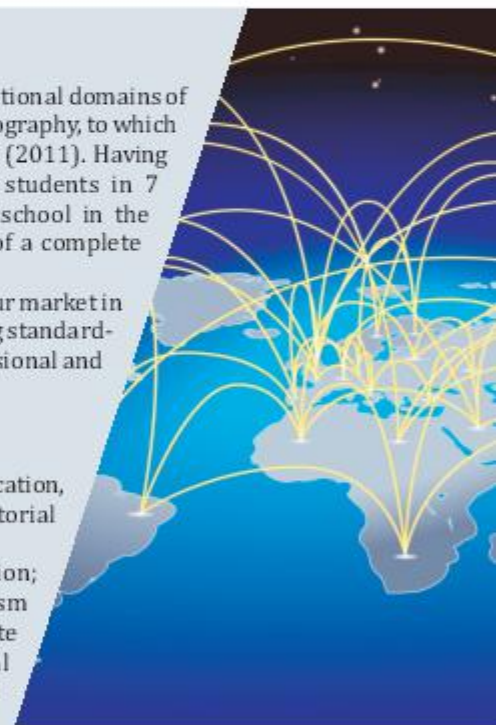 tional domains of
ography, to which
(2011). Having
students in 7
school in the
of a complete
ur market in
g standard-
sional and
cation,
torial
ion;
sm
te
l